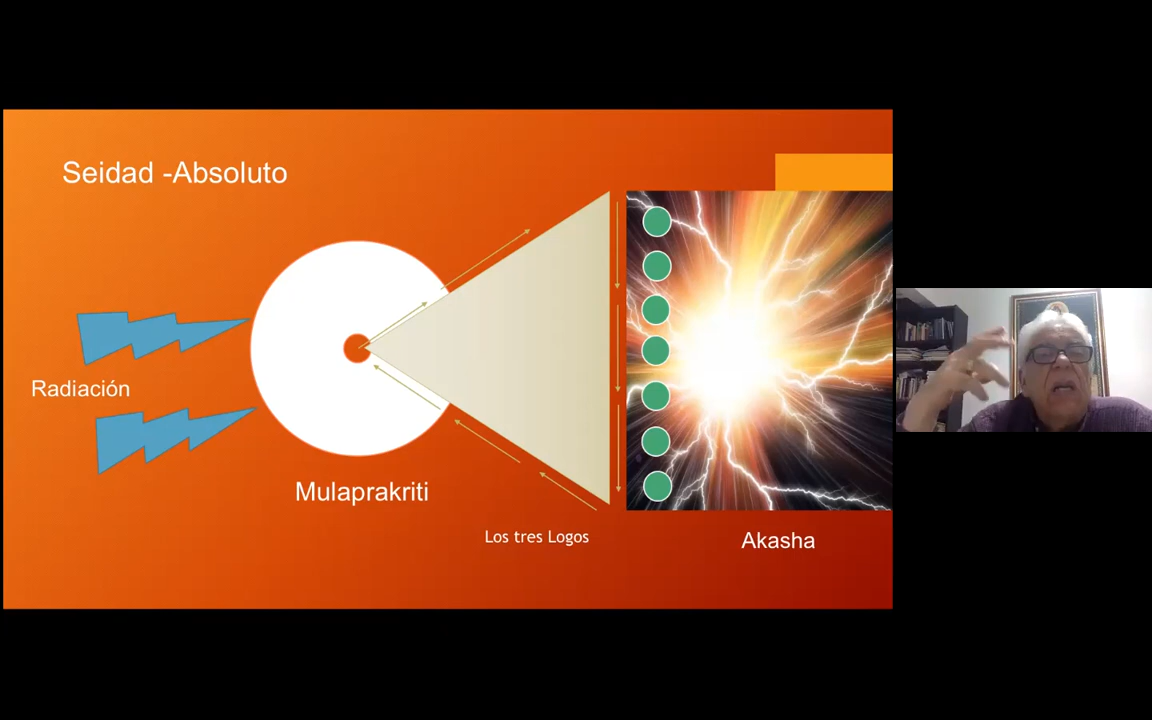 Seidad -Absoluto
Radiación
Mulaprakriti
Los tres Logos
Akasha